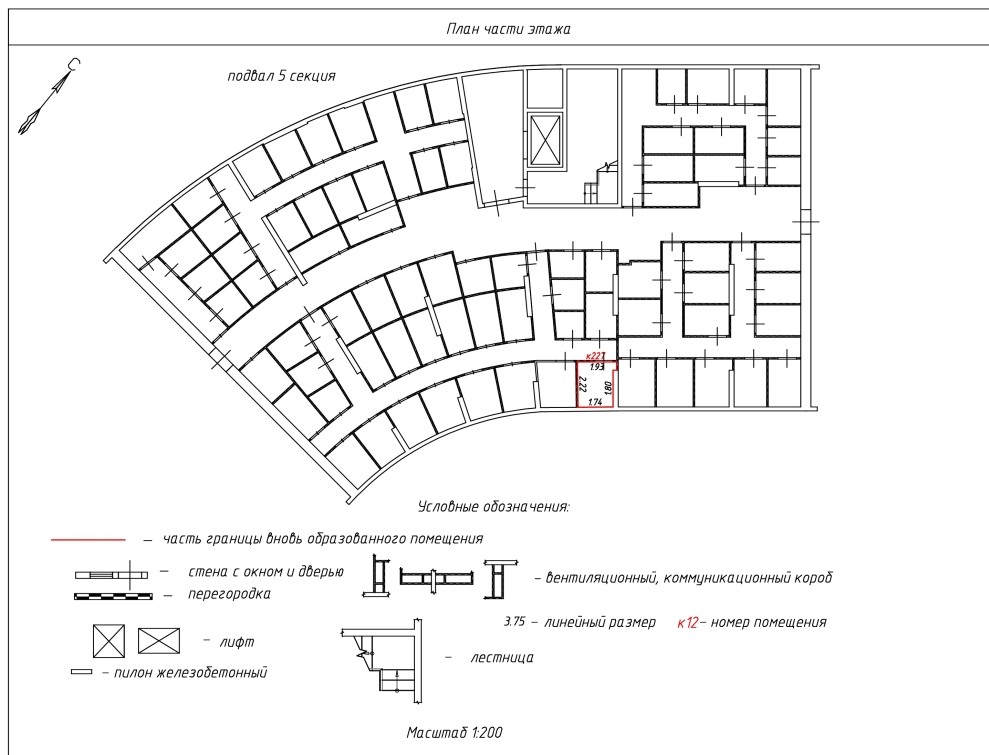 План части этажа
С
подвал 5 секция
к227
1.93
2.22
1.80
1.74
Условные обозначения:
— часть границы вновь образованного помещения
— стена с окном и дверью
— перегородка
— вентиляционный, коммуникационный короб
3.75 — линейный размер к12 — номер помещения
— лифт
— лестница
— пилон железобетонный
Масштаб 1:200